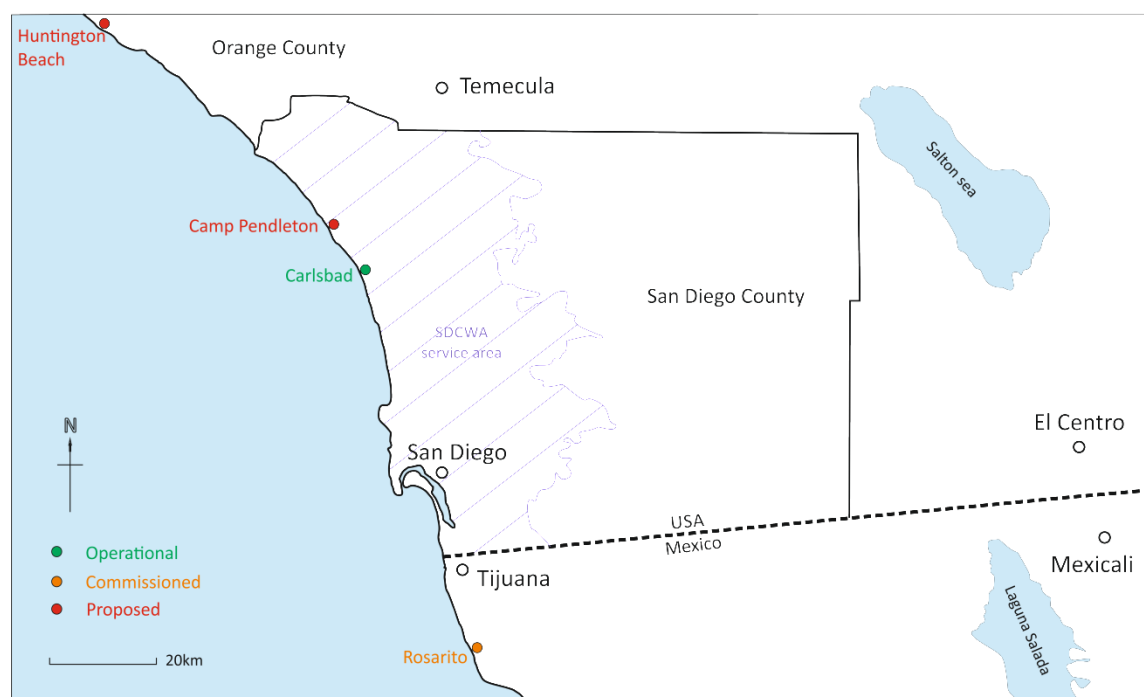 Huntington
Beach
Orange County
Temecula
Salton sea
Camp Pendleton
Carlsbad
San Diego County
SDCWA
service area
N
San Diego
El Centro
USA
Mexico
Operational
Commissioned
Proposed
Tijuana
Mexicali
Laguna Salada
Rosarito
20km